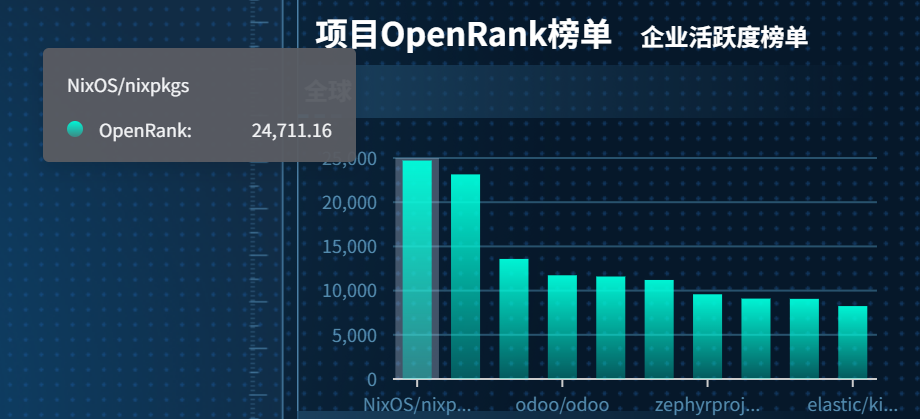 项目OpenRank榜单 企业活跃度榜单
全球
NixOS/nixpkgs
OpenRank: 24,711.16
25,000
20,000
15,000
10,000
5,000
0
NixOS/nixp... odoo/odoo zephyrproj... elastic/ki...